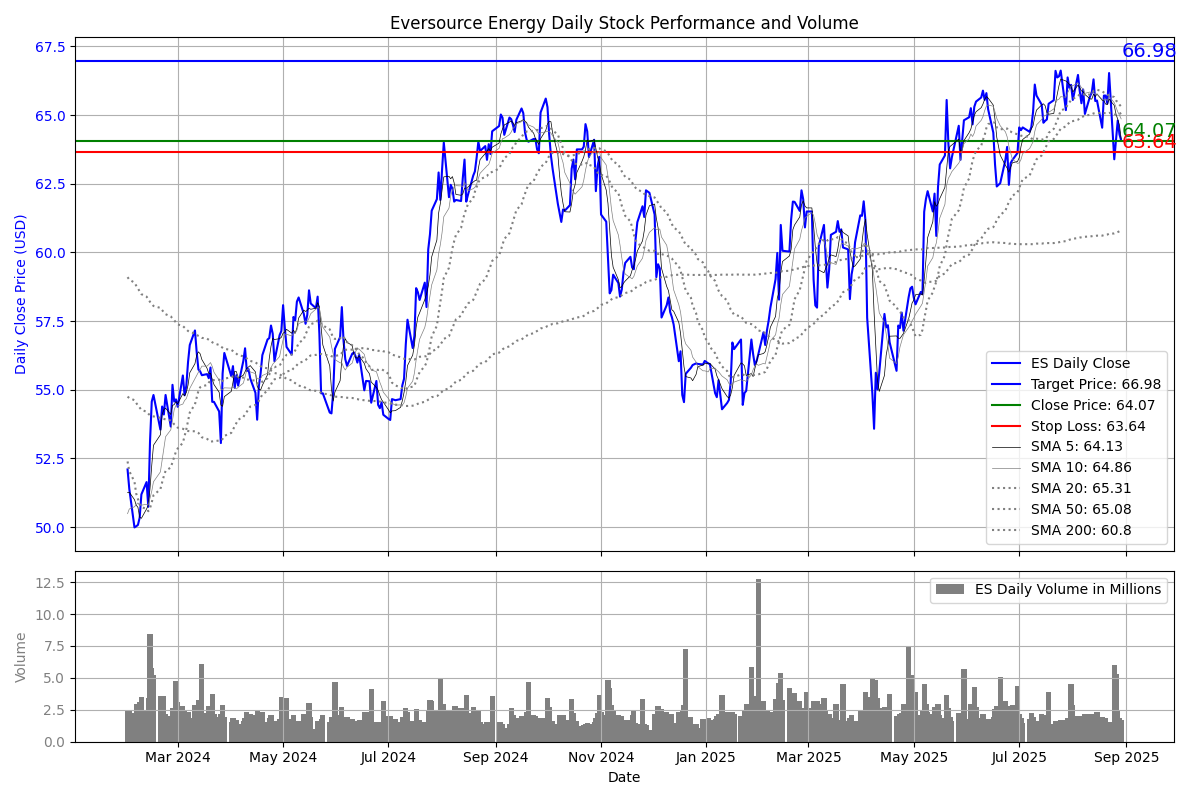 Eversource Energy Daily Stock Performance and Volume
67.5
65.0
62.5
60.0
57.5
55.0
52.5
50.0
Daily Close Price (USD)
66.98
64.07
63.64
ES Daily Close
Target Price: 66.98
Close Price: 64.07
Stop Loss: 63.64
SMA 5: 64.13
SMA 10: 64.86
SMA 20: 65.31
SMA 50: 65.08
SMA 200: 60.8
12.5
10.0
7.5
5.0
2.5
0.0
Volume
ES Daily Volume in Millions
Mar 2024 May 2024 Jul 2024 Sep 2024 Nov 2024 Jan 2025 Mar 2025 May 2025 Jul 2025 Sep 2025
Date